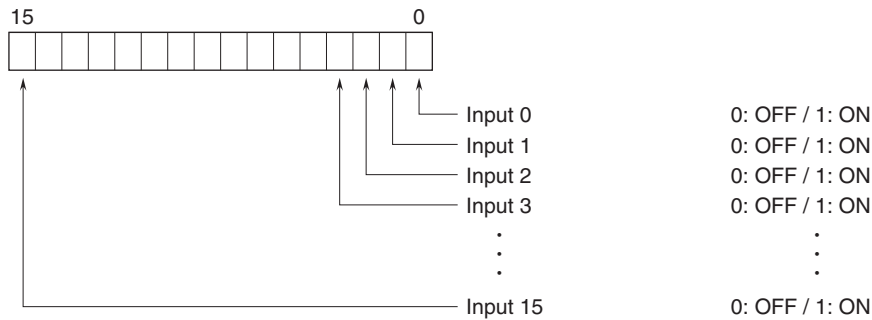 15 0
Input 0 0: OFF / 1: ON
Input 1 0: OFF / 1: ON
Input 2 0: OFF / 1: ON
Input 3 0: OFF / 1: ON
Input 15 0: OFF / 1: ON